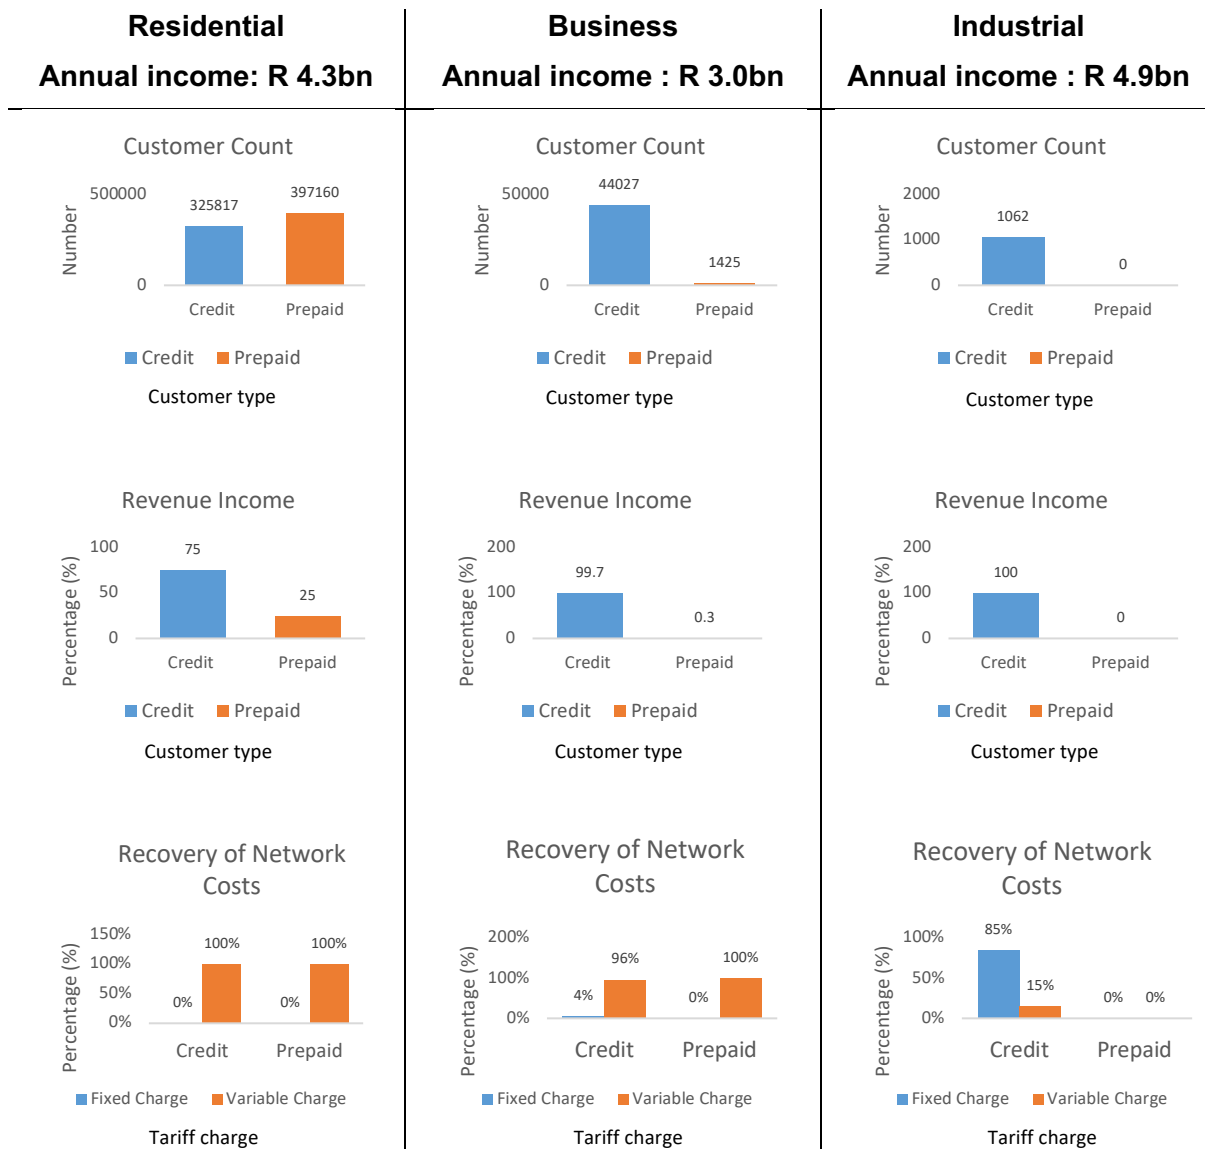 Residential
Annual income: R 4.3bn
Customer Count
Number
500000
0
325817
397160
Credit Prepaid
Credit Prepaid
Customer type
Revenue Income
Percentage (%)
100
50
0
75
25
Credit Prepaid
Credit Prepaid
Customer type
Recovery of Network
Costs
Percentage (%)
150%
100%
50%
0%
0%
100%
0%
100%
Credit Prepaid
Fixed Charge Variable Charge
Tariff charge
Business
Annual income : R 3.0bn
Customer Count
Number
50000
0
44027
1425
Credit Prepaid
Credit Prepaid
Customer type
Revenue Income
Percentage (%)
200
100
0
99.7
0.3
Credit Prepaid
Credit Prepaid
Customer type
Recovery of Network
Costs
Percentage (%)
200%
100%
0%
4%
96%
0%
100%
Credit Prepaid
Fixed Charge Variable Charge
Tariff charge
Industrial
Annual income : R 4.9bn
Customer Count
Number
2000
1000
0
1062
0
Credit Prepaid
Credit Prepaid
Customer type
Revenue Income
Percentage (%)
200
100
0
100
0
Credit Prepaid
Credit Prepaid
Customer type
Recovery of Network
Costs
Percentage (%)
100%
50%
0%
85%
15%
0%
0%
Credit Prepaid
Fixed Charge Variable Charge
Tariff charge